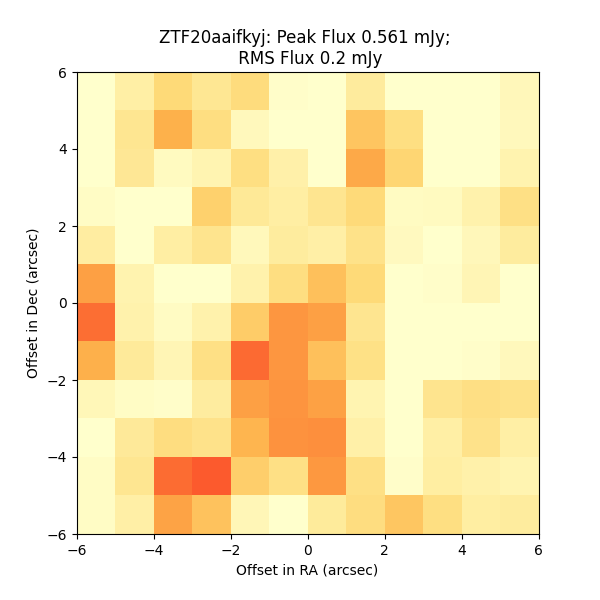 ZTF20aaifkyj: Peak Flux 0.561 mJy;
RMS Flux 0.2 mJy
6
4
2
0
−2
−4
−6
Offset in Dec (arcsec)
−6 −4 −2 0 2 4 6
Offset in RA (arcsec)